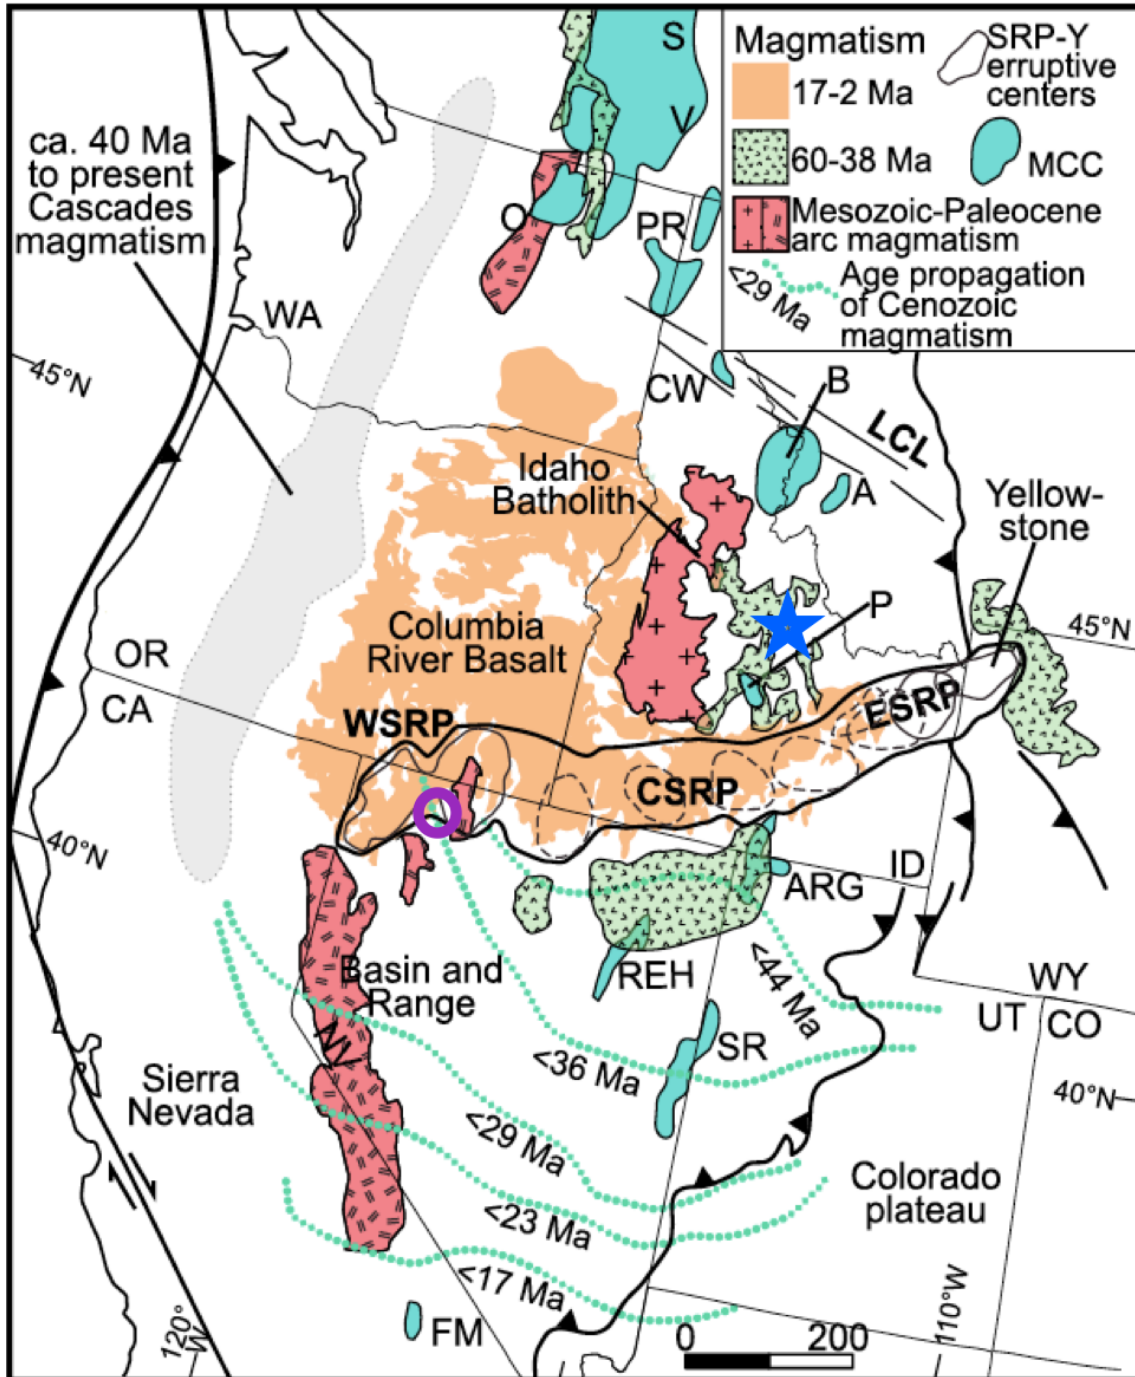 Magmatism
17-2 Ma
60-38 Ma
Mesozoic-Paleocene
arc magmatism
<29 Ma
Age propagation
of Cenozoic
magmatism
SRP-Y
erruptive
centers
MCC
ca. 40 Ma
to present
Cascades
magmatism
S
V
O
PR
WA
45°N
CW
B
LCL
A
Idaho
Batholith
Yellow-
stone
P
45°N
Columbia
River Basalt
OR
CA
WSRP
ESRP
CSRP
40°N
ID
ARG
REH
Basin and
Range
NV
<44 Ma
WY
UT
CO
SR
<36 Ma
Sierra
Nevada
40°N
<29 Ma
Colorado
plateau
<23 Ma
<17 Ma
FM
120°
W
110°W
0
200